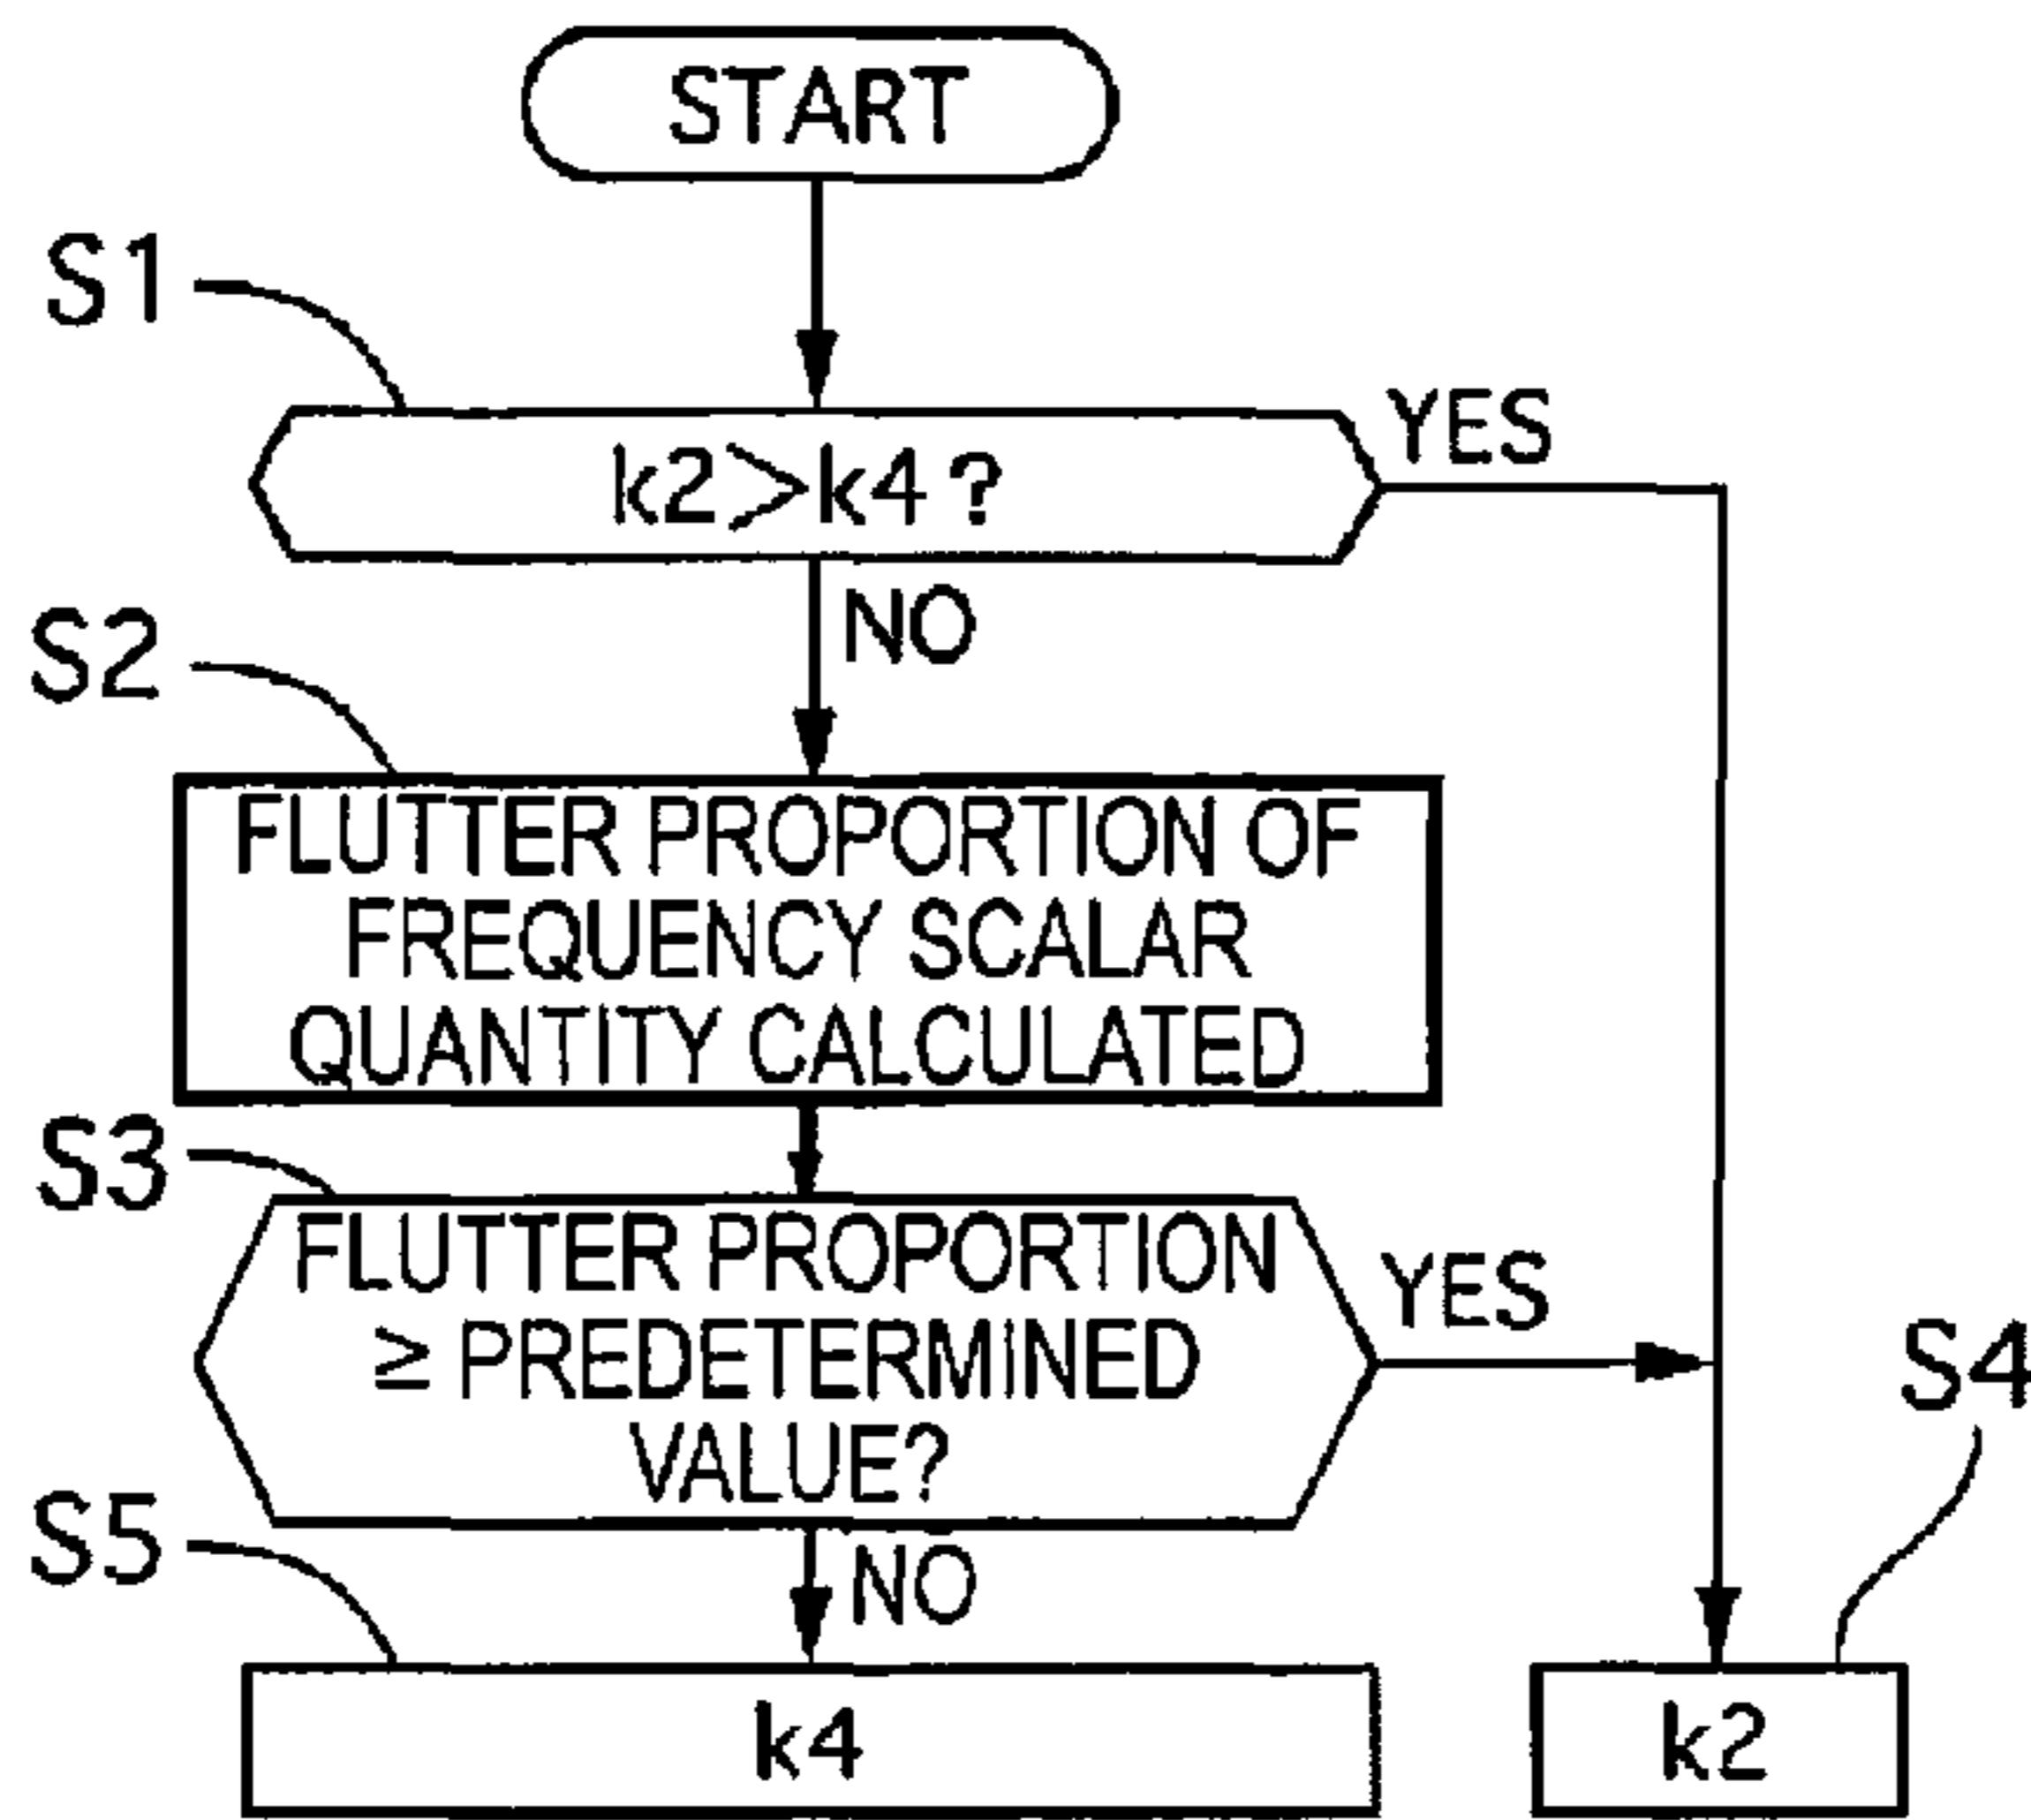 START
S1
k2>k4?
YES
NO
S2
FLUTTER PROPORTION OF
FREQUENCY SCALAR
QUANTITY CALCULATED
S3
FLUTTER PROPORTION
≥ PREDETERMINED
VALUE?
YES
S4
NO
S5
k4
k2